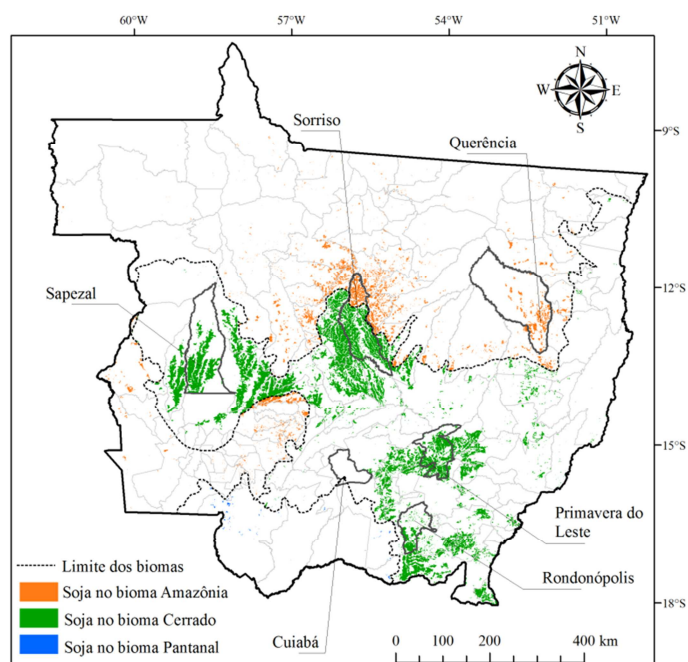 60°W
57°W
54°W
51°W
N
W
E
S
Sorriso
9°S
Querência
12°S
Sapezal
15°S
Primavera do
Leste
Limite dos biomas
Rondonópolis
Soja no bioma Amazônia
18°S
Soja no bioma Cerrado
Soja no bioma Pantanal
Cuiabá
0 100 200 400 km